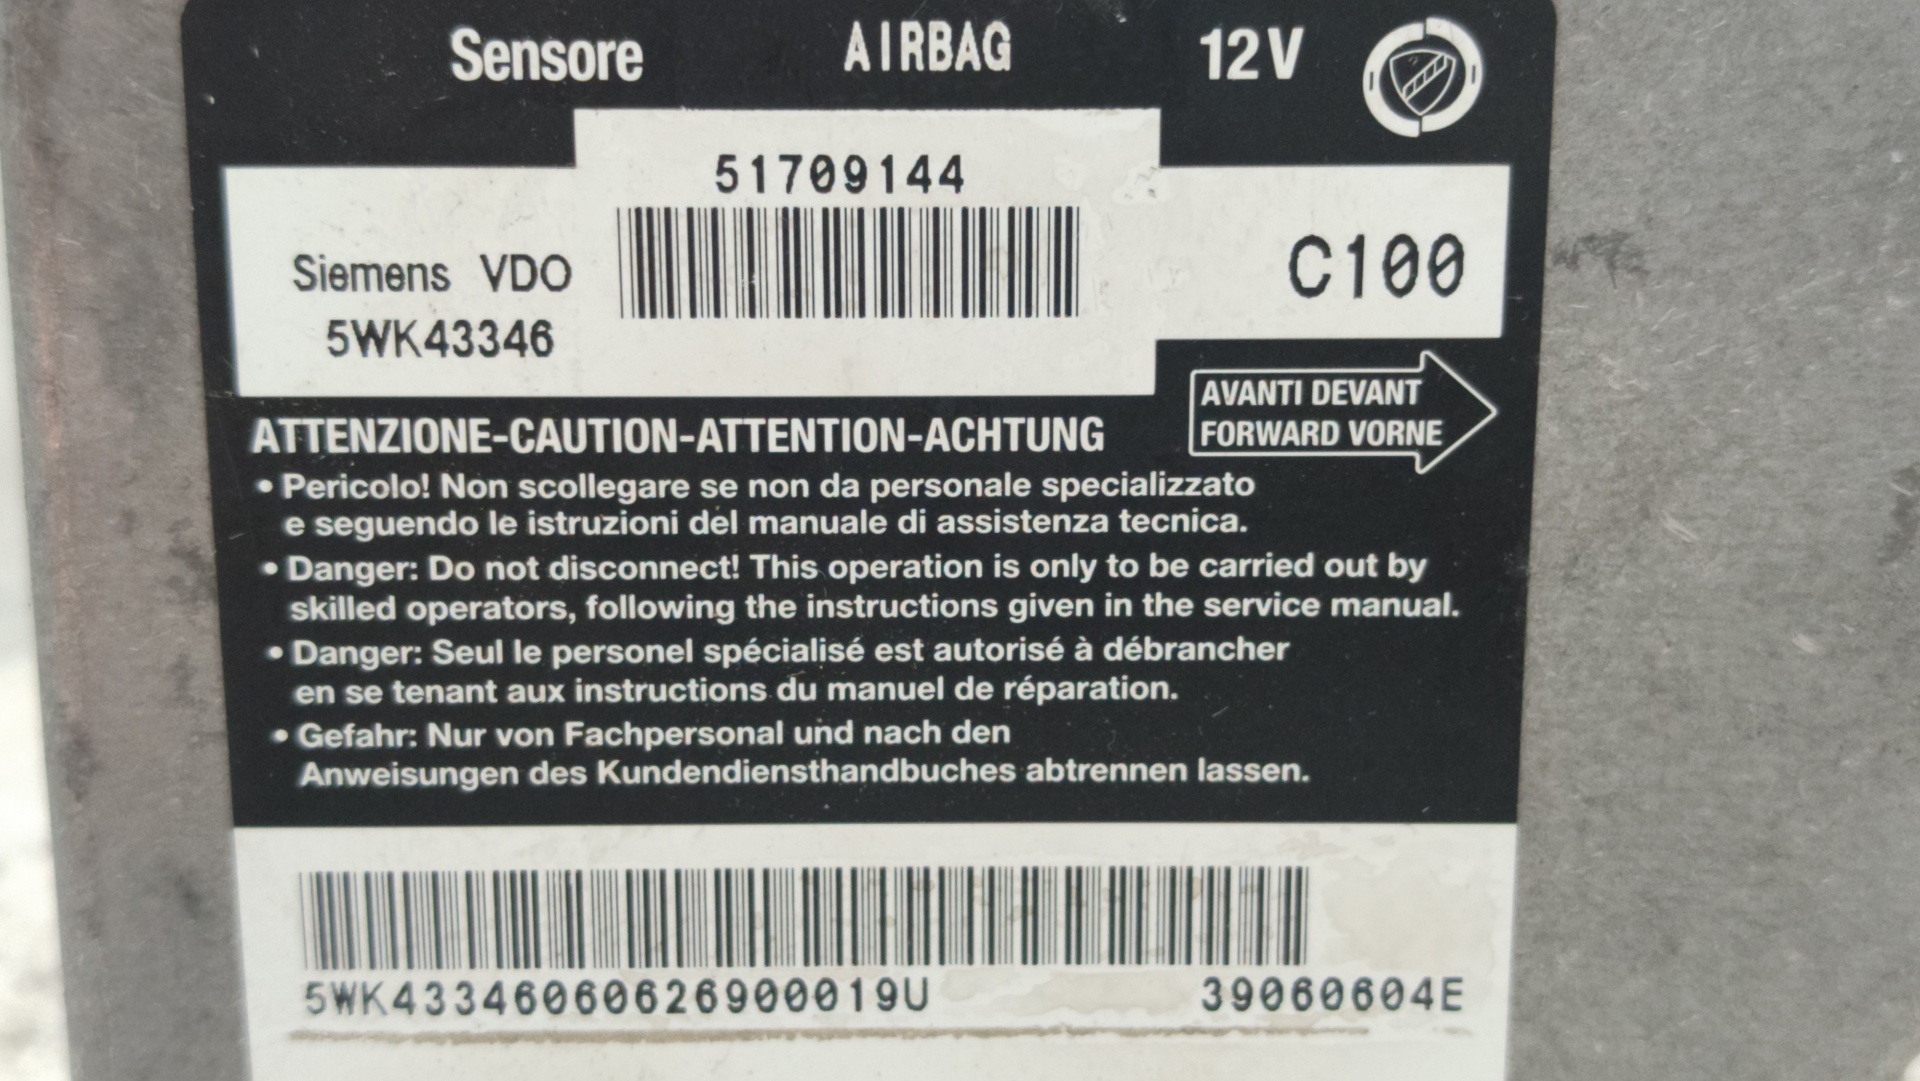 Sensore AIRBAG 12V
51709144
Siemens VDO
C100
5WK43346
AVANTI DEVANT
FORWARD VORNE
ATTENZIONE-CAUTION-ATTENTION-ACHTUNG
• Pericolo! Non scollegare se non da personale specializzato
e seguendo le istruzioni del manuale di assistenza tecnica.
• Danger: Do not disconnect! This operation is only to be carried out by
skilled operators, following the instructions given in the service manual.
• Danger: Seul le personel spécialisé est autorisé à débrancher
en se tenant aux instructions du manuel de réparation.
• Gefahr: Nur von Fachpersonal und nach den
Anweisungen des Kundendiensthandbuches abtrennen lassen.
5WK43346060626900019U 39060604E